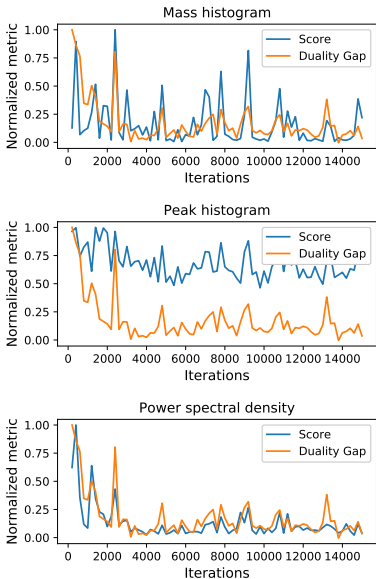 Mass histogram
Normalized metric
1.00
0.75
0.50
0.25
0.00
Score
Duality Gap
0 2000 4000 6000 8000 10000 12000 14000
Iterations
Peak histogram
Normalized metric
1.00
0.75
0.50
0.25
0.00
Score
Duality Gap
0 2000 4000 6000 8000 10000 12000 14000
Iterations
Power spectral density
Normalized metric
1.00
0.75
0.50
0.25
0.00
Score
Duality Gap
0 2000 4000 6000 8000 10000 12000 14000
Iterations